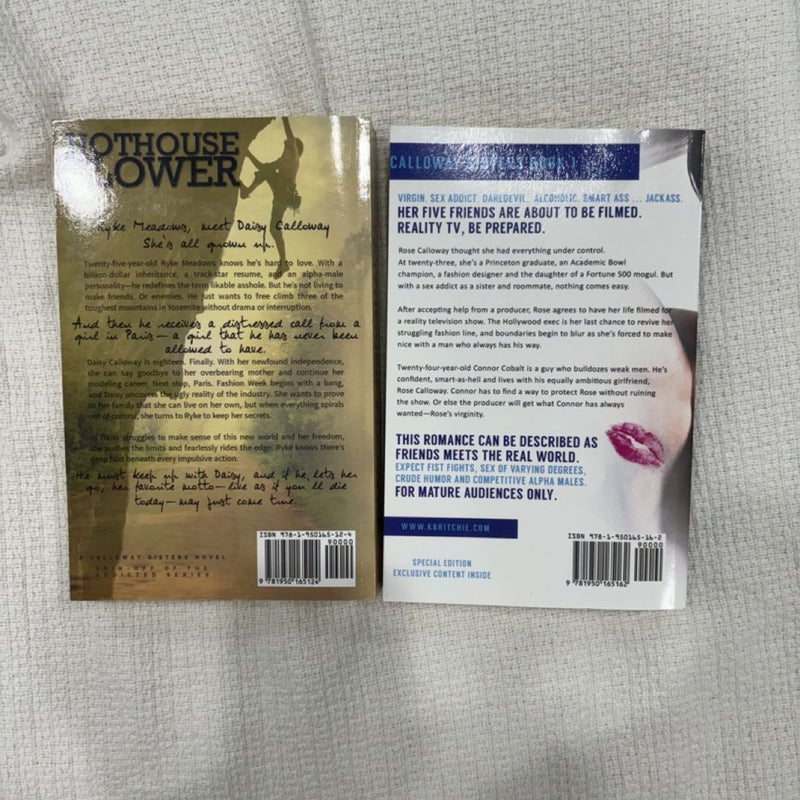 HOTHOUSE
FLOWER
Ryke Meadows, meet Daisy Calloway
She's all grown up.
Twenty-five-year-old Ryke Meadows knows he's hard to love. With a
billion-dollar inheritance, a track-star resume, and an alpha-male
personality—he redefines the term likable asshole. But he's not living to
make friends. Or enemies. He just wants to free climb three of the
toughest mountains in Yosemite without drama or interruption.
And then he receives a distressed call from a
girl in Paris—a girl that he has never been
allowed to have.
Daisy Calloway is eighteen. Finally. With her newfound independence,
she can say goodbye to her overbearing mother and continue her
modeling career. Next stop, Paris. Fashion Week begins with a bang,
and Daisy uncovers the ugly reality of the industry. She wants to prove
to her family that she can live on her own, but when everything spirals
out of control, she turns to Ryke to keep her secrets.
As Daisy struggles to make sense of this new world and her freedom,
she pushes the limits and fearlessly rides the edge. Ryke knows there's
deep hurt beneath every impulsive action.
He must keep up with Daisy, and if he lets her
go, her favorite motto—live as if you'll die
today—may just come true.
A CALLOWAY SISTERS NOVEL
SPIN-OFF OF THE
ADDICTED SERIES
ISBN 978-1-950165-12-4
90000
9 781950 165124
CALLOWAY SISTERS BOOK 1
VIRGIN. SEX ADDICT. DAREDEVIL. ALCOHOLIC. SMART ASS ... JACKASS.
HER FIVE FRIENDS ARE ABOUT TO BE FILMED.
REALITY TV, BE PREPARED.
Rose Calloway thought she had everything under control.
At twenty-three, she's a Princeton graduate, an Academic Bowl
champion, a fashion designer and the daughter of a Fortune 500 mogul. But
with a sex addict as a sister and roommate, nothing comes easy.
After accepting help from a producer, Rose agrees to have her life filmed for
a reality television show. The Hollywood exec is her last chance to revive her
struggling fashion line, and boundaries begin to blur as she's forced to make
nice with a man who always has his way.
Twenty-four-year-old Connor Cobalt is a guy who bulldozes weak men. He's
confident, smart-as-hell and lives with his equally ambitious girlfriend,
Rose Calloway. Connor has to find a way to protect Rose without ruining
the show. Or else the producer will get what Connor has always
wanted—Rose's virginity.
THIS ROMANCE CAN BE DESCRIBED AS
FRIENDS MEETS THE REAL WORLD.
EXPECT FIST FIGHTS, SEX OF VARYING DEGREES,
CRUDE HUMOR AND COMPETITIVE ALPHA MALES.
FOR MATURE AUDIENCES ONLY.
WWW.KBRITCHIE.COM
SPECIAL EDITION
EXCLUSIVE CONTENT INSIDE
ISBN 978-1-950165-16-2
90000
9 781950 165162